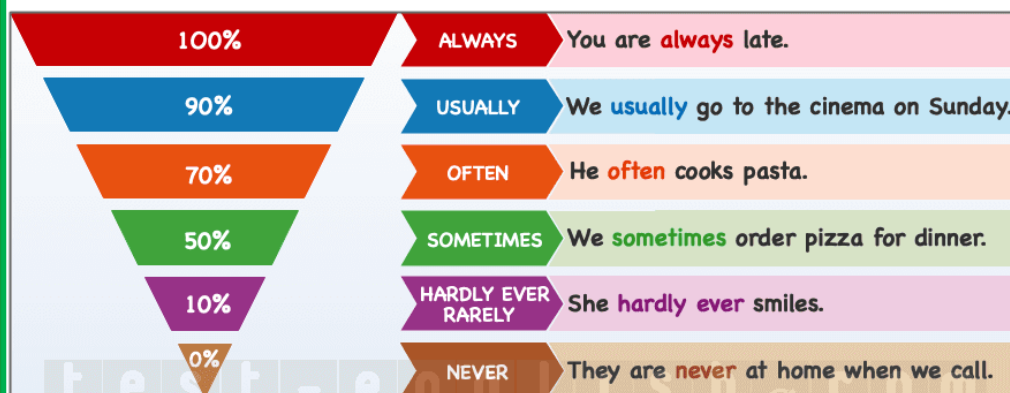 100% ALWAYS You are always late.
90% USUALLY We usually go to the cinema on Sunday.
70% OFTEN He often cooks pasta.
50% SOMETIMES We sometimes order pizza for dinner.
10% HARDLY EVER
RARELY She hardly ever smiles.
0% NEVER They are never at home when we call.